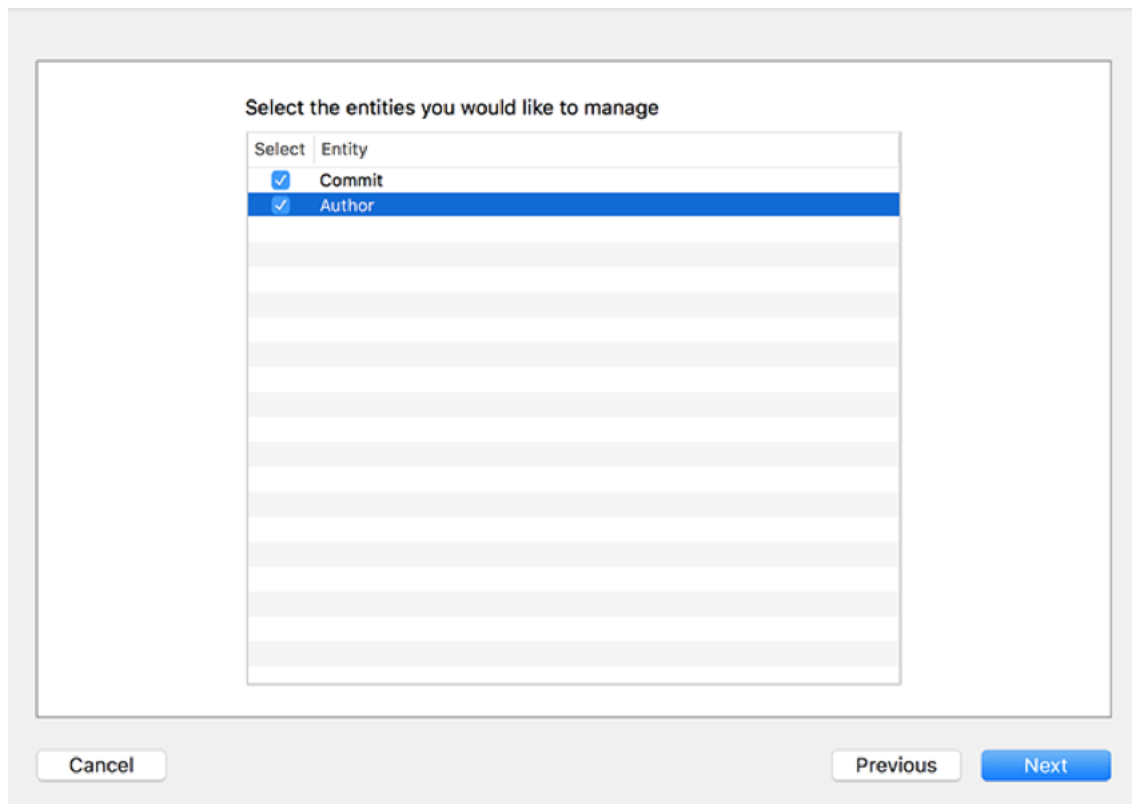 Select the entities you would like to manage
Select Entity
Commit
Author
Cancel Previous Next